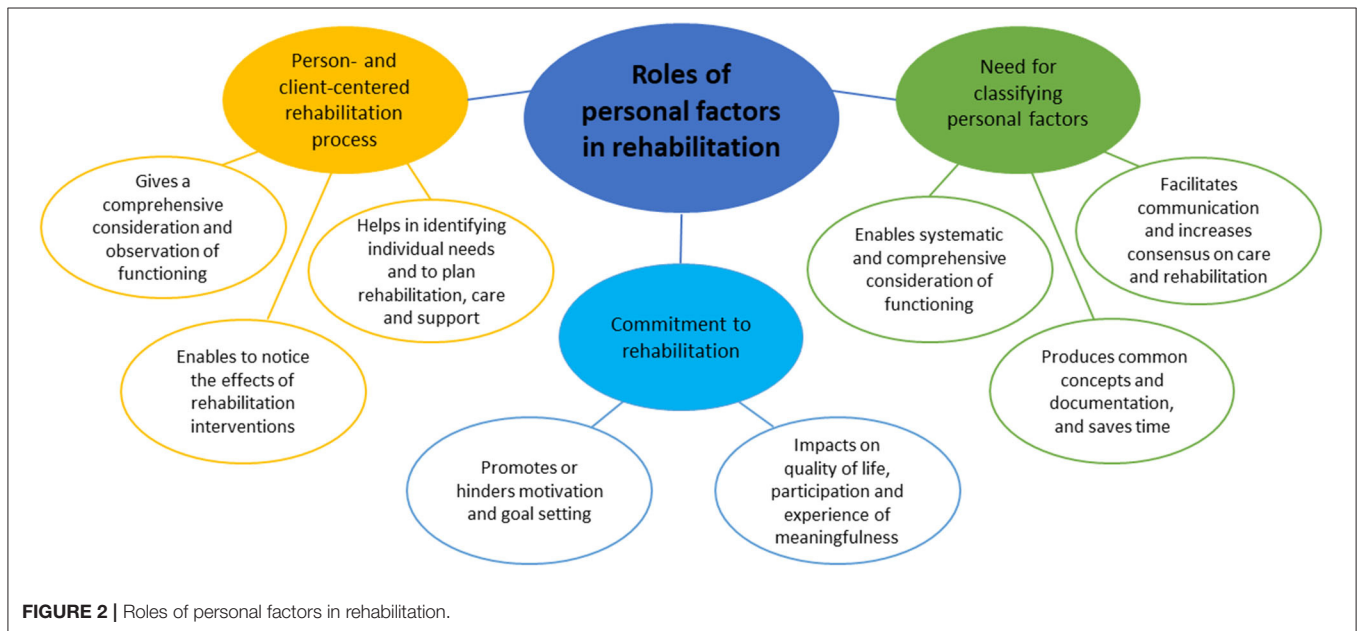 Roles of
personal factors
in rehabilitation
Person- and
client-centered
rehabilitation
process
Gives a
comprehensive
consideration and
observation of
functioning
Helps in identifying
individual needs
and to plan
rehabilitation, care
and support
Enables to notice
the effects of
rehabilitation
interventions
Commitment to
rehabilitation
Promotes or
hinders motivation
and goal setting
Impacts on
quality of life,
participation and
experience of
meaningfulness
Need for
classifying
personal factors
Enables systematic
and comprehensive
consideration of
functioning
Facilitates
communication
and increases
consensus on care
and rehabilitation
Produces common
concepts and
documentation,
and saves time
FIGURE 2 | Roles of personal factors in rehabilitation.